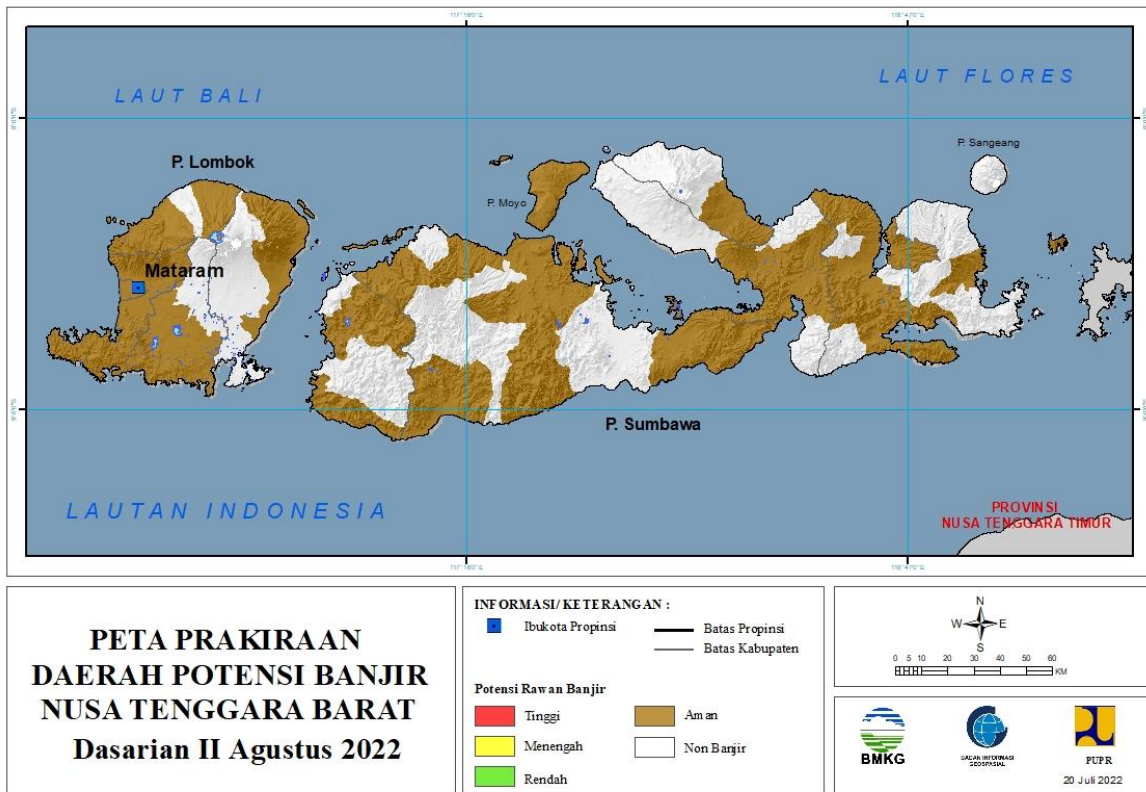 LAUT BALI
LAUT FLORES
P. Lombok
P. Sangeang
P. Moyo
Mataram
P. Sumbawa
LAUTAN INDONESIA
PROVINSI
NUSA TENGGARA TIMUR
PETA PRAKIRAAN
DAERAH POTENSI BANJIR
NUSA TENGGARA BARAT
Dasarian II Agustus 2022
INFORMASI/ KETERANGAN :
Ibukota Propinsi
Batas Propinsi
Batas Kabupaten
Potensi Rawan Banjir
Tinggi
Aman
Menengah
Non Banjir
Rendah
N
W E
S
0 5 10 20 30 40 50 60
KM
BMKG
BADAN INFORMASI
GEOSPASIAL
PUPR
20 Juli 2022